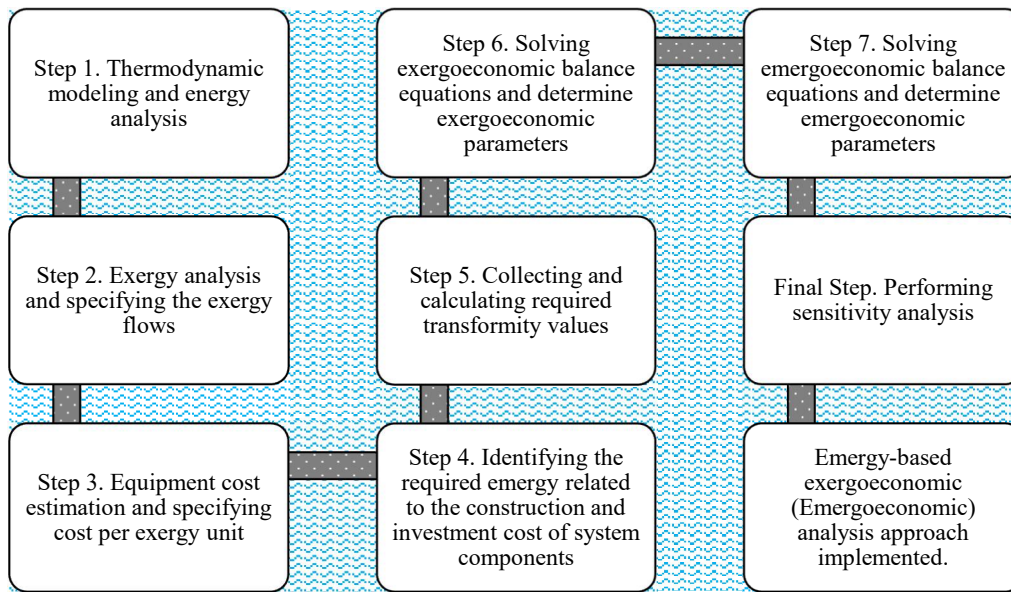 Step 1. Thermodynamic
modeling and energy
analysis
Step 2. Exergy analysis
and specifying the exergy
flows
Step 3. Equipment cost
estimation and specifying
cost per exergy unit
Step 4. Identifying the
required emergy related
to the construction and
investment cost of system
components
Step 5. Collecting and
calculating required
transformity values
Step 6. Solving
exergoeconomic balance
equations and determine
exergoeconomic
parameters
Step 7. Solving
emergoeconomic balance
equations and determine
emergoeconomic
parameters
Final Step. Performing
sensitivity analysis
Emergy-based
exergoeconomic
(Emergoeconomic)
analysis approach
implemented.